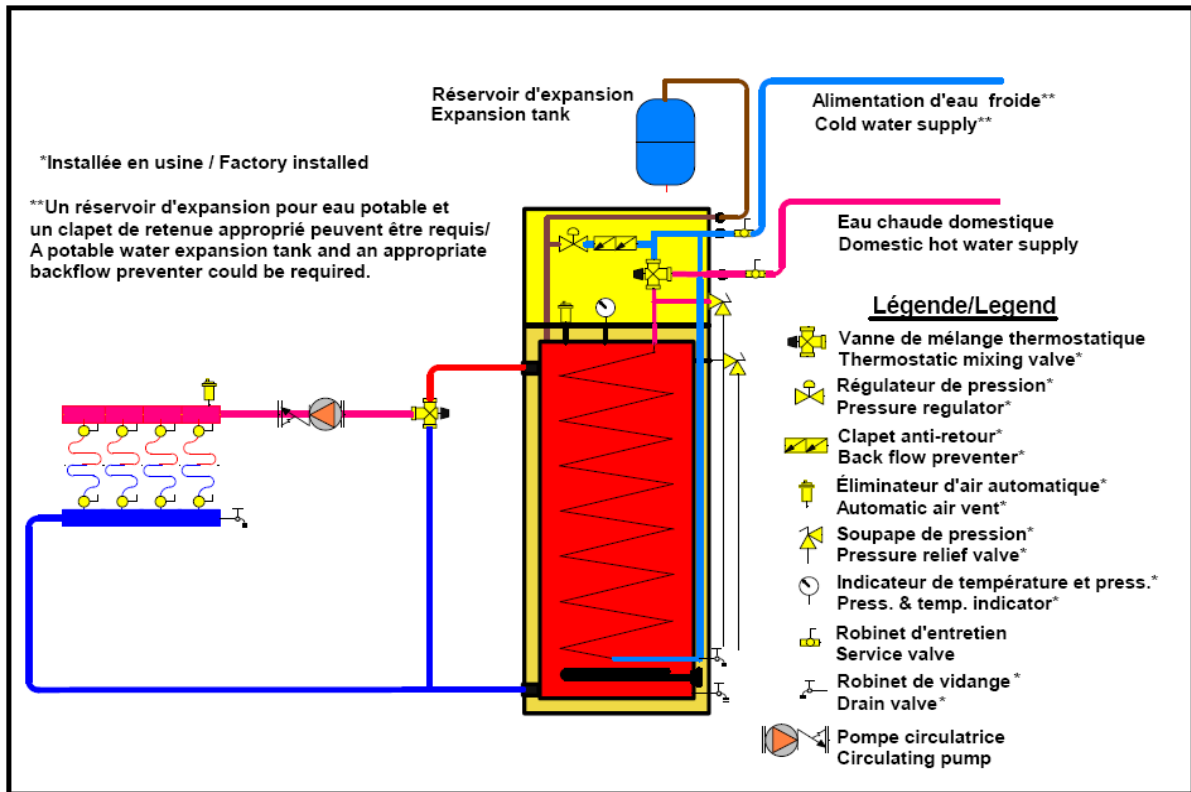 Réservoir d'expansion
Expansion tank
Alimentation d'eau froide**
Cold water supply**
*Installée en usine / Factory installed
**Un réservoir d'expansion pour eau potable et
un clapet de retenue approprié peuvent être requis/
A potable water expansion tank and an appropriate
backflow preventer could be required.
Eau chaude domestique
Domestic hot water supply
Légende/Legend
Vanne de mélange thermostatique
Thermostatic mixing valve*
Régulateur de pression*
Pressure regulator*
Clapet anti-retour*
Back flow preventer*
Éliminateur d'air automatique*
Automatic air vent*
Soupape de pression*
Pressure relief valve*
Indicateur de température et press.*
Press. & temp. indicator*
Robinet d'entretien
Service valve
Robinet de vidange*
Drain valve*
Pompe circulatrice
Circulating pump